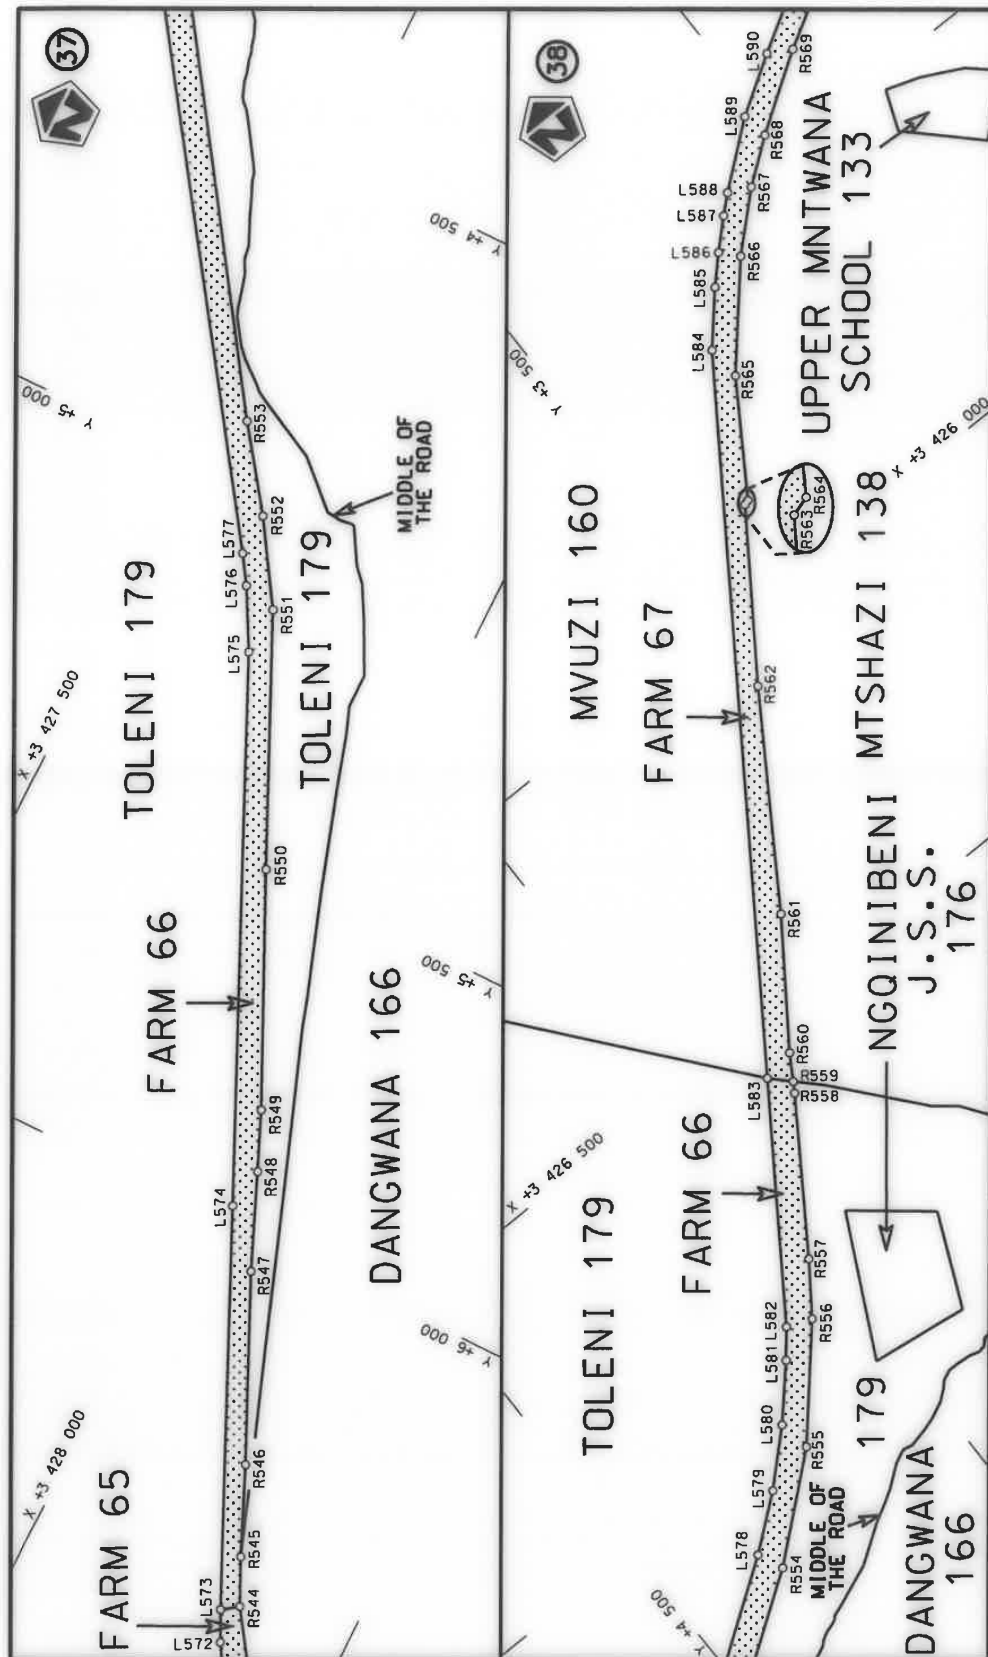 37
N
X +3 428 000
X +3 427 500
Y +5 000
FARM 65
FARM 66
TOLENI 179
L572
L573
L574
L575
L576
L577
R544
R545
R546
R547
R548
R549
R550
R551
R552
R553
TOLENI 179
MIDDLE OF
THE ROAD
DANGWANA 166
Y +6 000
Y +5 500
Y +4 500
38
N
X +3 426 500
Y +3 500
TOLENI 179
MVUZI 160
FARM 66
FARM 67
L578
L579
L580
L581
L582
L583
L584
L585
L586
L587
L588
L589
L590
R554
R555
R556
R557
R558
R559
R560
R561
R562
R563
R564
R565
R566
R567
R568
R569
Y +4 500
MIDDLE OF
THE ROAD
179
DANGWANA
166
NGQINIBENI
J.S.S.
176
MTSHAZI 138
UPPER MNTWANA
SCHOOL 133
X +3 426 000